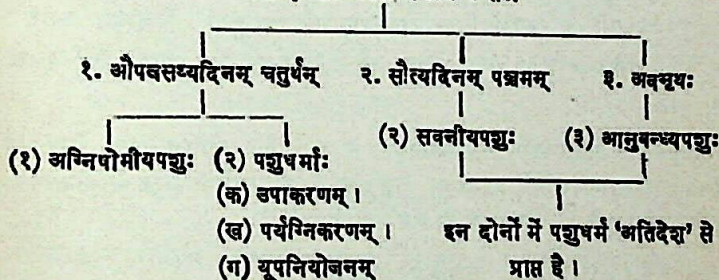 १. औपवसथ्यदिनम् चतुर्थम् २. सौत्यदिनम् पञ्चमम् ३. अवभृथः
(१) अग्निषोमीयपशुः (२) पशुधर्माः (२) सवनीयपशुः (३) आनुबन्ध्यपशुः
(क) उपाकरणम् ।
(ख) पर्यग्निकरणम् । इन दोनों में पशुधर्म 'अतिदेश' से
(ग) यूपनियोजनम् प्राप्त है ।